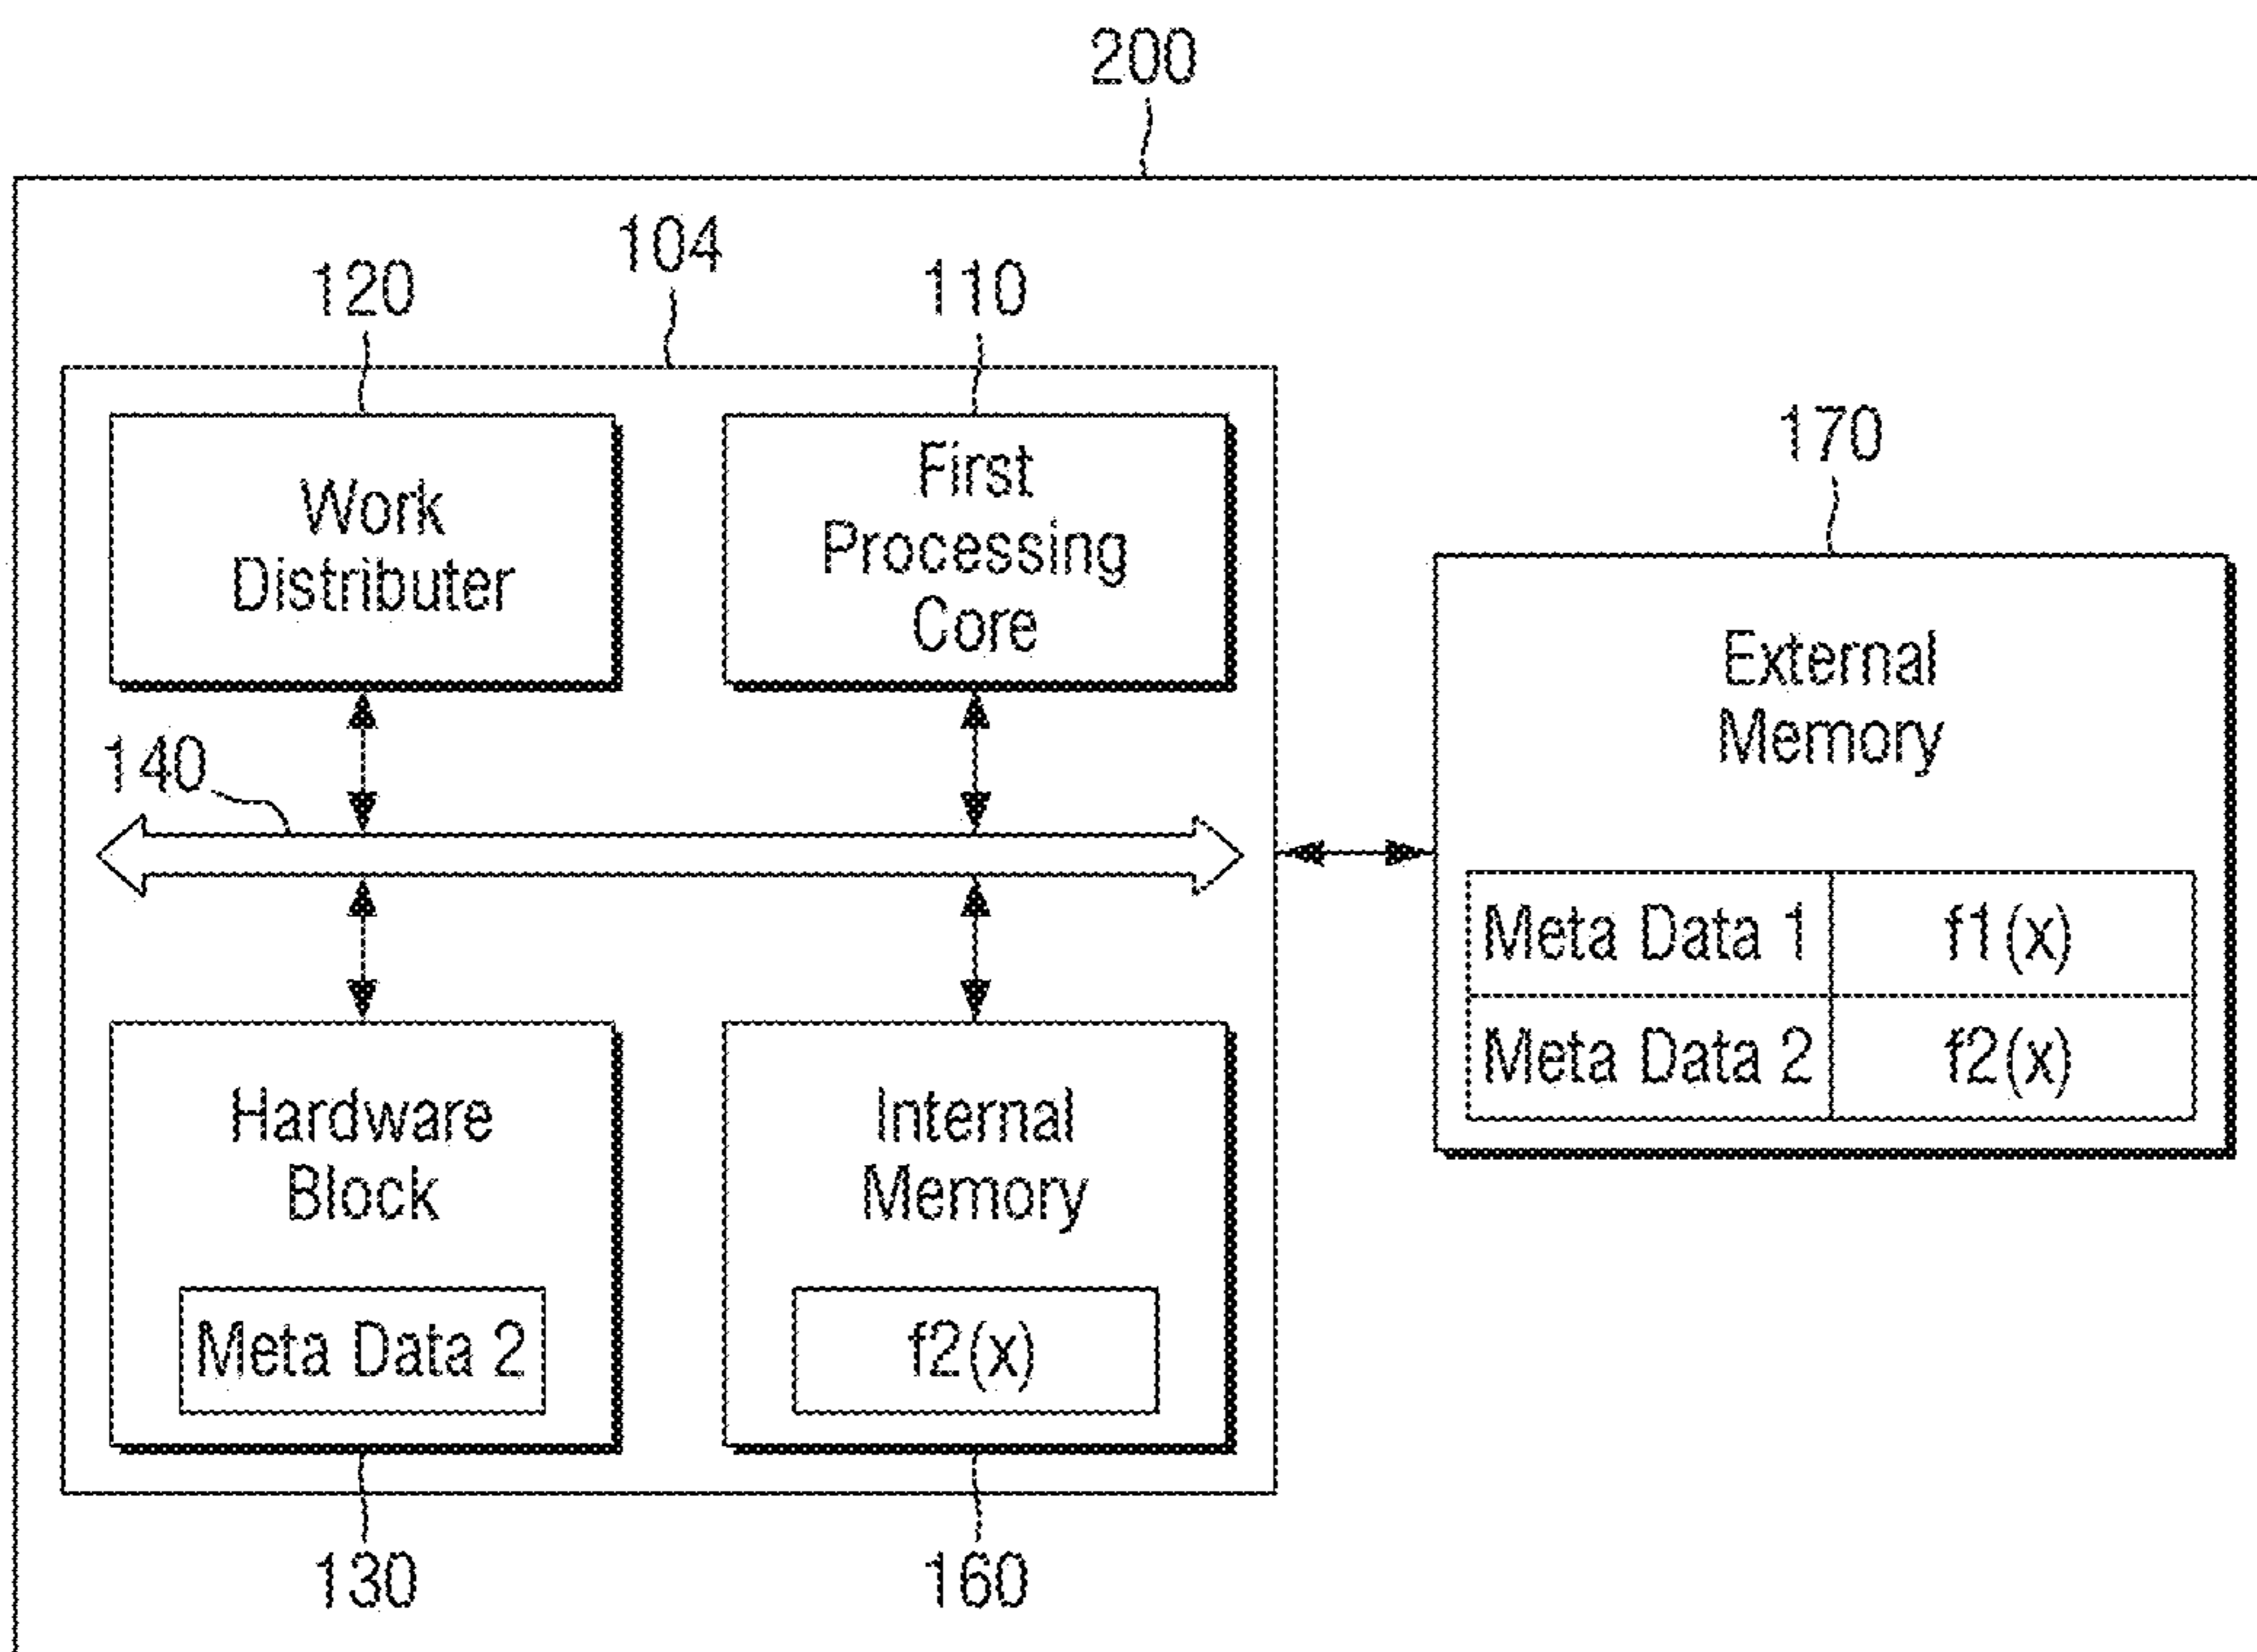 200
104
120
110
170
Work
Distributer
First
Processing
Core
External
Memory
140
Meta Data 1 f1(x)
Meta Data 2 f2(x)
Hardware
Block
Meta Data 2
Internal
Memory
f2(x)
130
160